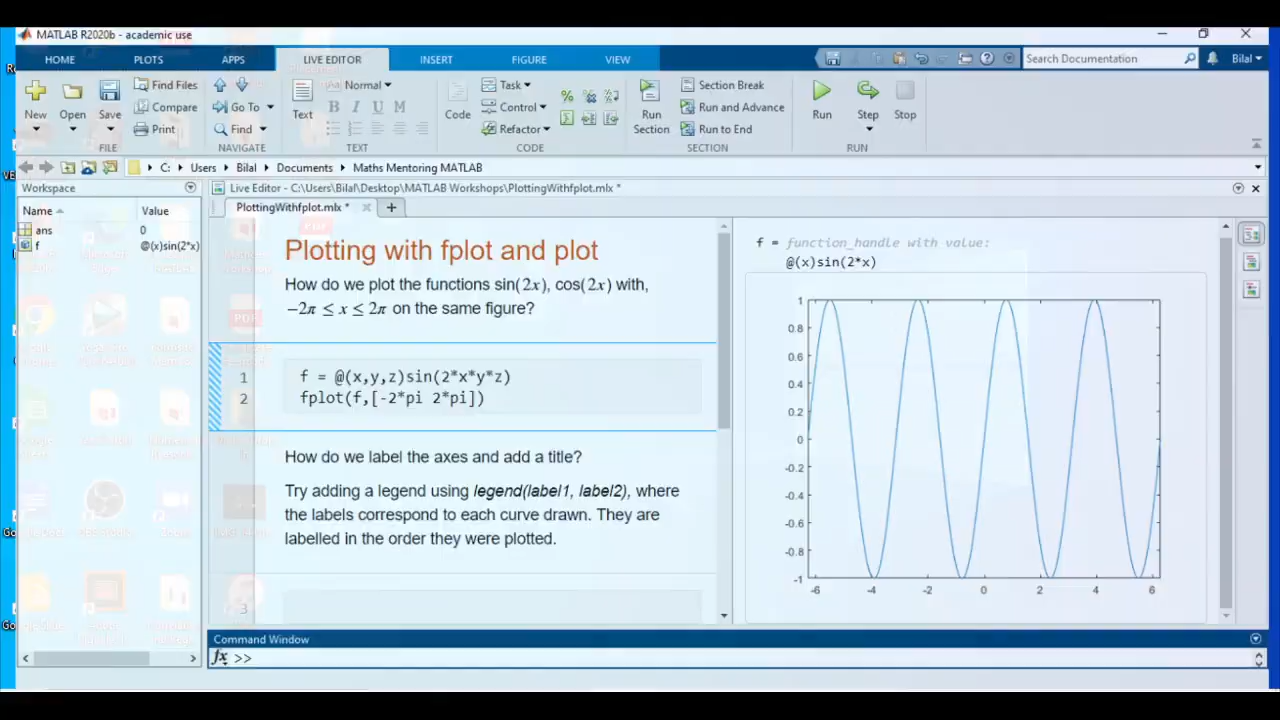 MATLAB R2020b - academic use
HOME PLOTS APPS LIVE EDITOR INSERT FIGURE VIEW Search Documentation Bilal
New Open Save Find Files Compare Print FILE
Go To Find NAVIGATE
Text Normal B I U M TEXT
Code Task Control Refactor CODE
Run Section Section Break Run and Advance Run to End SECTION
Run Step Stop RUN
C: Users Bilal Documents Maths Mentoring MATLAB
Workspace
Name Value
ans 0
f @(x)sin(2*x)
Live Editor - C:\Users\Bilal\Desktop\MATLAB Workshops\PlottingWithfplot.mlx *
PlottingWithfplot.mlx *
Plotting with fplot and plot
How do we plot the functions sin(2x), cos(2x) with,
−2π ≤ x ≤ 2π on the same figure?
1 f = @(x,y,z)sin(2*x*y*z)
2 fplot(f,[-2*pi 2*pi])
How do we label the axes and add a title?
Try adding a legend using legend(label1, label2), where
the labels correspond to each curve drawn. They are
labelled in the order they were plotted.
3
f = function_handle with value:
@(x)sin(2*x)
1
0.8
0.6
0.4
0.2
0
-0.2
-0.4
-0.6
-0.8
-1
-6 -4 -2 0 2 4 6
Command Window
fx >>